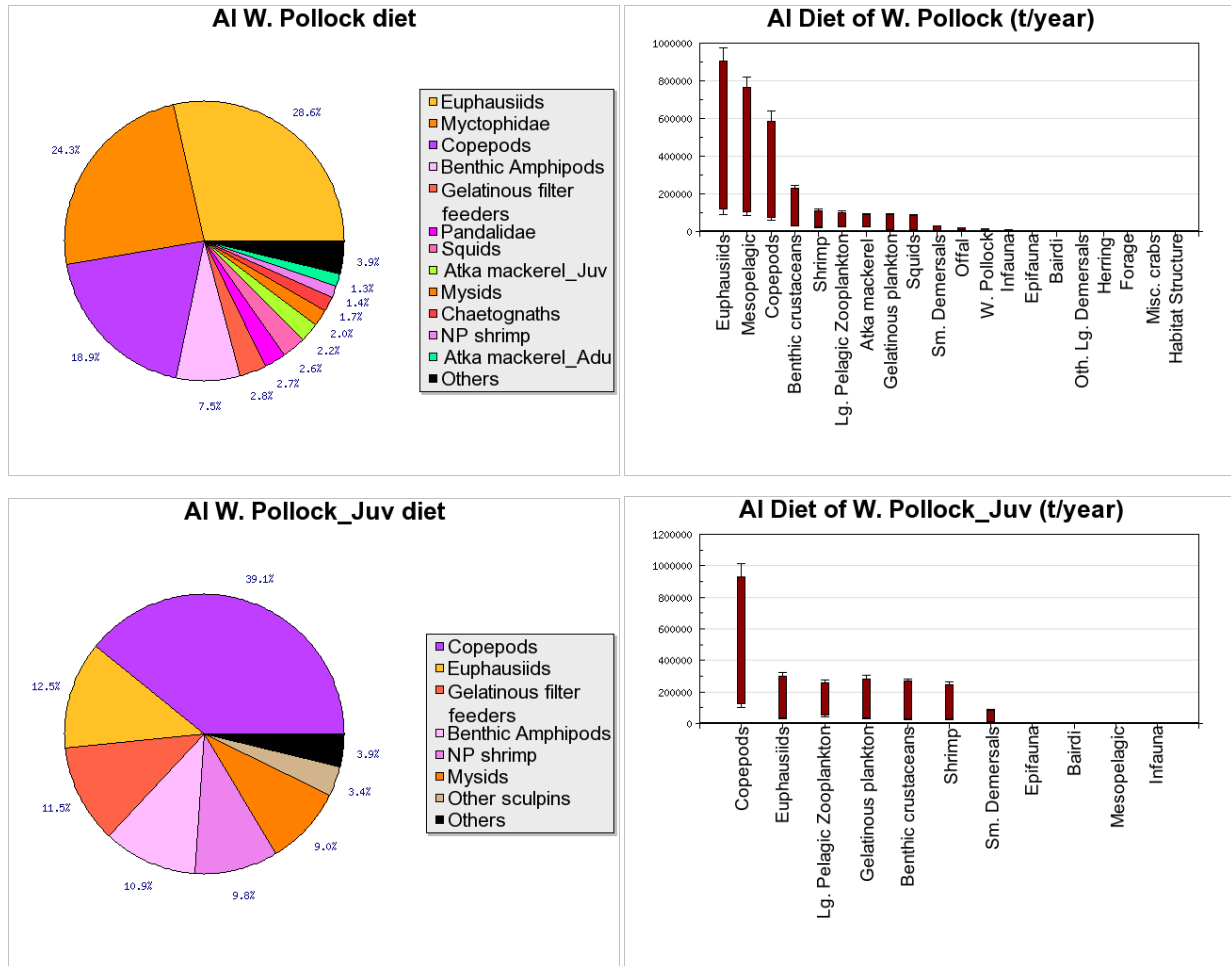 AI W. Pollock diet
28.6%
24.3%
18.9%
7.5%
2.8%
2.7%
2.6%
2.2%
2.0%
1.7%
1.4%
1.3%
3.9%
Euphausiids
Myctophidae
Copepods
Benthic Amphipods
Gelatinous filter
feeders
Pandalidae
Squids
Atka mackerel_Juv
Mysids
Chaetognaths
NP shrimp
Atka mackerel_Adu
Others
AI Diet of W. Pollock (t/year)
1000000
800000
600000
400000
200000
0
Euphausiids
Mesopelagic
Copepods
Benthic crustaceans
Shrimp
Lg. Pelagic Zooplankton
Atka mackerel
Gelatinous plankton
Squids
Sm. Demersals
Offal
W. Pollock
Infauna
Epifauna
Bairdi
Oth. Lg. Demersals
Herring
Forage
Misc. crabs
Habitat Structure
AI W. Pollock_Juv diet
39.1%
12.5%
11.5%
10.9%
9.8%
9.0%
3.4%
3.9%
Copepods
Euphausiids
Gelatinous filter
feeders
Benthic Amphipods
NP shrimp
Mysids
Other sculpins
Others
AI Diet of W. Pollock_Juv (t/year)
1200000
1000000
800000
600000
400000
200000
0
Copepods
Euphausiids
Lg. Pelagic Zooplankton
Gelatinous plankton
Benthic crustaceans
Shrimp
Sm. Demersals
Epifauna
Bairdi
Mesopelagic
Infauna